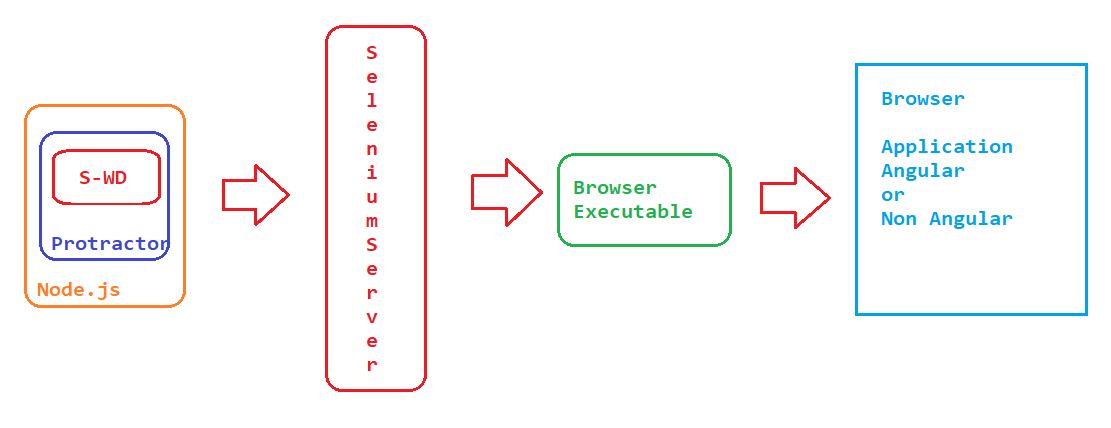 S-WD
Protractor
Node.js
S
e
l
e
n
i
u
m
S
e
r
v
e
r
Browser
Executable
Browser
Application
Angular
or
Non Angular